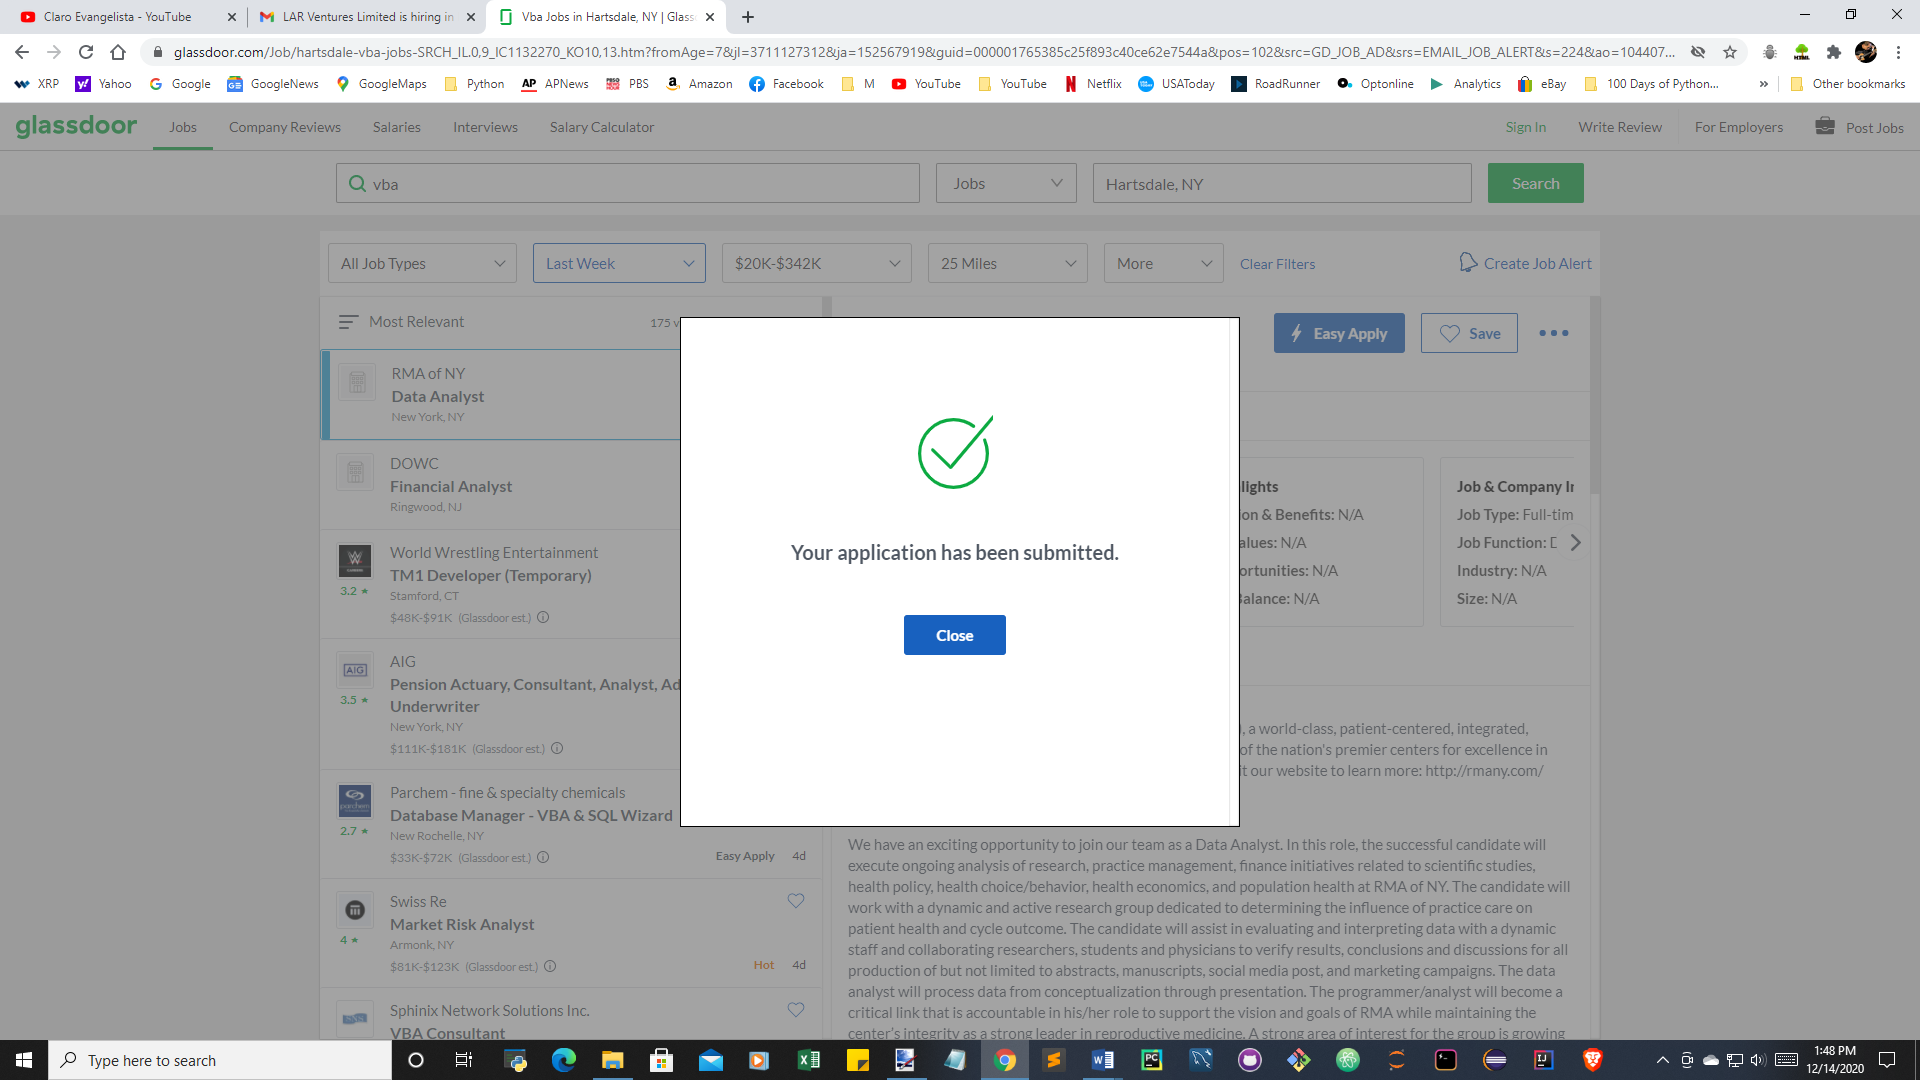 Claro Evangelista - YouTube
LAR Ventures Limited is hiring in
Vba Jobs in Hartsdale, NY | Glass
glassdoor.com/Job/hartsdale-vba-jobs-SRCH_IL.0,9_IC1132270_KO10,13.htm?fromAge=7&jl=3711127312&ja=152567919&guid=000001765385c25f893c40ce62e7544a&pos=102&src=GD_JOB_AD&srs=EMAIL_JOB_ALERT&s=224&ao=104407...
XRP
Yahoo
Google
GoogleNews
GoogleMaps
Python
APNews
PBS
Amazon
Facebook
M
YouTube
YouTube
Netflix
USAToday
RoadRunner
Optonline
Analytics
eBay
100 Days of Python...
»
Other bookmarks
glassdoor
Jobs
Company Reviews
Salaries
Interviews
Salary Calculator
Sign In
Write Review
For Employers
Post Jobs
vba
Jobs
Hartsdale, NY
Search
All Job Types
Last Week
$20K-$342K
25 Miles
More
Clear Filters
Create Job Alert
Most Relevant
175 v
Easy Apply
Save
RMA of NY
Data Analyst
New York, NY
DOWC
Financial Analyst
Ringwood, NJ
World Wrestling Entertainment
TM1 Developer (Temporary)
Stamford, CT
3.2 ★
$48K-$91K (Glassdoor est.)
AIG
AIG
Pension Actuary, Consultant, Analyst, Ad
Underwriter
3.5 ★
New York, NY
$111K-$181K (Glassdoor est.)
Parchem - fine & specialty chemicals
Database Manager - VBA & SQL Wizard
2.7 ★
New Rochelle, NY
$33K-$72K (Glassdoor est.)
Easy Apply
4d
Swiss Re
Market Risk Analyst
4 ★
Armonk, NY
$81K-$123K (Glassdoor est.)
Hot
4d
Sphinix Network Solutions Inc.
VBA Consultant
Your application has been submitted.
Close
lights
on & Benefits: N/A
alues: N/A
ortunities: N/A
Balance: N/A
Job & Company In
Job Type: Full-tim
Job Function: D
Industry: N/A
Size: N/A
), a world-class, patient-centered, integrated,
of the nation's premier centers for excellence in
it our website to learn more: http://rmany.com/
We have an exciting opportunity to join our team as a Data Analyst. In this role, the successful candidate will
execute ongoing analysis of research, practice management, finance initiatives related to scientific studies,
health policy, health choice/behavior, health economics, and population health at RMA of NY. The candidate will
work with a dynamic and active research group dedicated to determining the influence of practice care on
patient health and cycle outcome. The candidate will assist in evaluating and interpreting data with a dynamic
staff and collaborating researchers, students and physicians to verify results, conclusions and discussions for all
production of but not limited to abstracts, manuscripts, social media post, and marketing campaigns. The data
analyst will process data from conceptualization through presentation. The programmer/analyst will become a
critical link that is accountable in his/her role to support the vision and goals of RMA while maintaining the
center's integrity as a strong leader in reproductive medicine. A strong area of interest for the group is growing
Type here to search
1:48 PM
12/14/2020